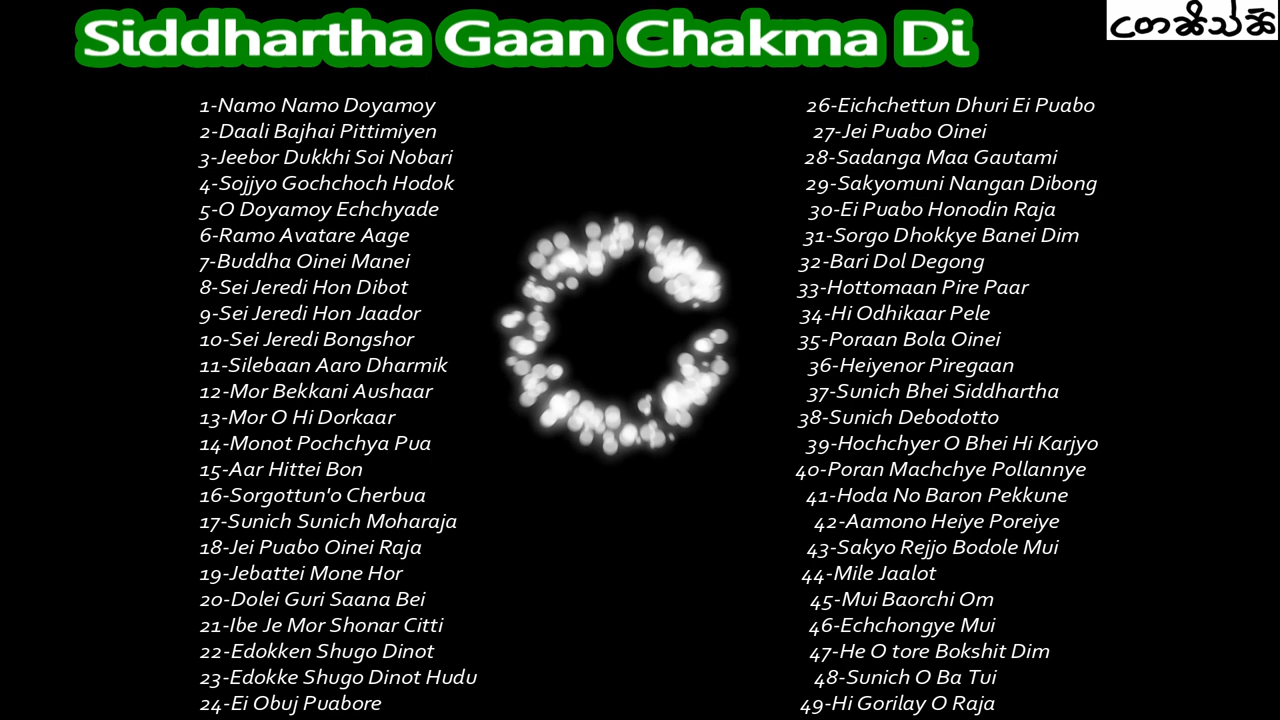 Siddhartha Gaan Chakma Di
1-Namo Namo Doyamoy
2-Daali Bajhai Pittimiyen
3-Jeebor Dukkhi Soi Nobari
4-Sojjyo Gochchoch Hodok
5-O Doyamoy Echchyade
6-Ramo Avatare Aage
7-Buddha Oinei Manei
8-Sei Jeredi Hon Dibot
9-Sei Jeredi Hon Jaador
10-Sei Jeredi Bongshor
11-Silebaan Aaro Dharmik
12-Mor Bekkani Aushaar
13-Mor O Hi Dorkaar
14-Monot Pochchya Pua
15-Aar Hittei Bon
16-Sorgottun'o Cherbua
17-Sunich Sunich Moharaja
18-Jei Puabo Oinei Raja
19-Jebattei Mone Hor
20-Dolei Guri Saana Bei
21-Ibe Je Mor Shonar Citti
22-Edokken Shugo Dinot
23-Edokke Shugo Dinot Hudu
24-Ei Obuj Puabore
26-Eichchettun Dhuri Ei Puabo
27-Jei Puabo Oinei
28-Sadanga Maa Gautami
29-Sakyomuni Nangan Dibong
30-Ei Puabo Honodin Raja
31-Sorgo Dhokkye Banei Dim
32-Bari Dol Degong
33-Hottomaan Pire Paar
34-Hi Odhikaar Pele
35-Poraan Bola Oinei
36-Heiyenor Piregaan
37-Sunich Bhei Siddhartha
38-Sunich Debodotto
39-Hochchyer O Bhei Hi Karjyo
40-Poran Machchye Pollannye
41-Hoda No Baron Pekkune
42-Aamono Heiye Poreiye
43-Sakyo Rejjo Bodole Mui
44-Mile Jaalot
45-Mui Baorchi Om
46-Echchongye Mui
47-He O tore Bokshit Dim
48-Sunich O Ba Tui
49-Hi Gorilay O Raja